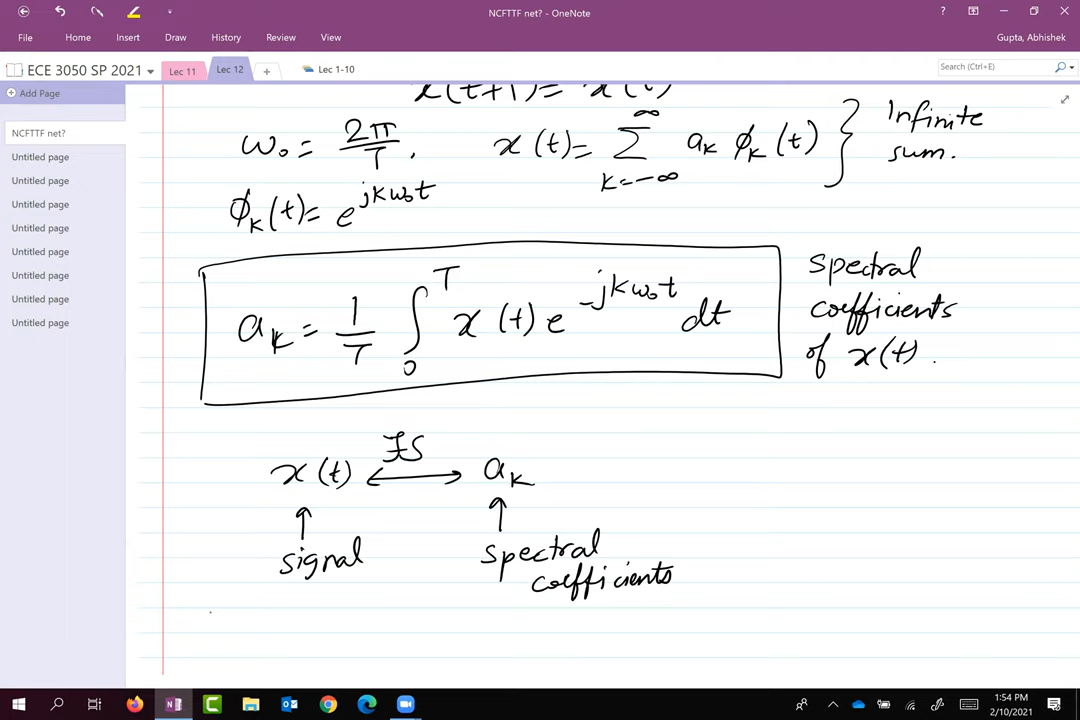 NCFTTF net? - OneNote
?
File
Home
Insert
Draw
History
Review
View
Gupta, Abhishek
ECE 3050 SP 2021
Lec 11
Lec 12
+
Lec 1-10
Search (Ctrl+E)
Add Page
NCFTTF net?
Untitled page
Untitled page
Untitled page
Untitled page
Untitled page
Untitled page
Untitled page
Untitled page
x(t+T)= x(t)
ω₀ = 2π/T, x(t)= ∑_{k=-∞}^{∞} a_k ϕ_k(t) } Infinite sum.
ϕ_k(t)= e^{jkω₀t}
a_k = 1/T ∫_0^T x(t) e^{-jkω₀t} dt
spectral
coefficients
of x(t).
x(t) ⟷ FS a_k
↑ ↑
signal
spectral
coefficients
1:54 PM
2/10/2021